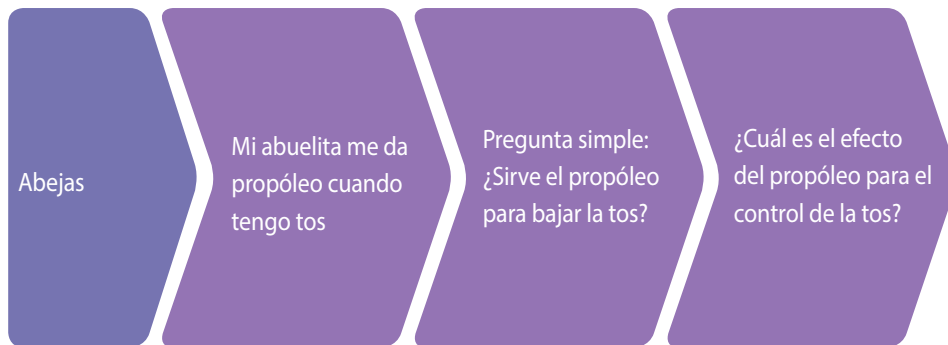 Abejas
Mi abuelita me da
propóleo cuando
tengo tos
Pregunta simple:
¿Sirve el propóleo
para bajar la tos?
¿Cuál es el efecto
del propóleo para el
control de la tos?